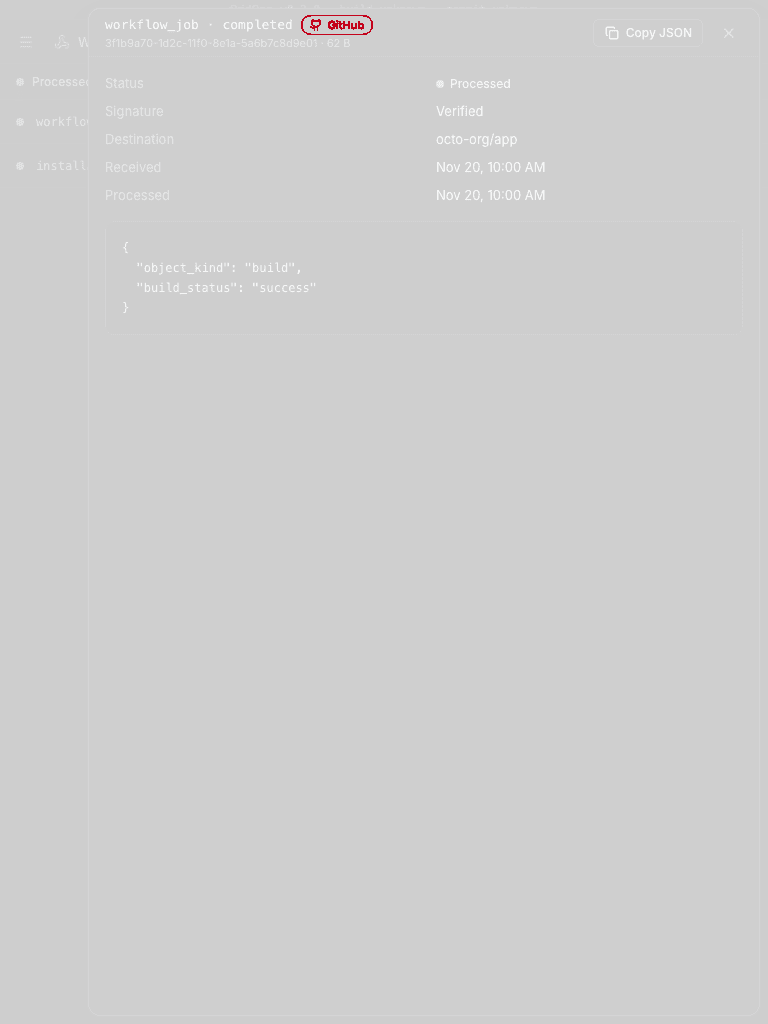 workflow_job · completed GitHub
3f1b9a70-1d2c-11f0-8e1a-5a6b7c8d9e01 · 62 B
Copy JSON
W
Processed
workflow
install
Status Processed
Signature Verified
Destination octo-org/app
Received Nov 20, 10:00 AM
Processed Nov 20, 10:00 AM
{
  "object_kind": "build",
  "build_status": "success"
}